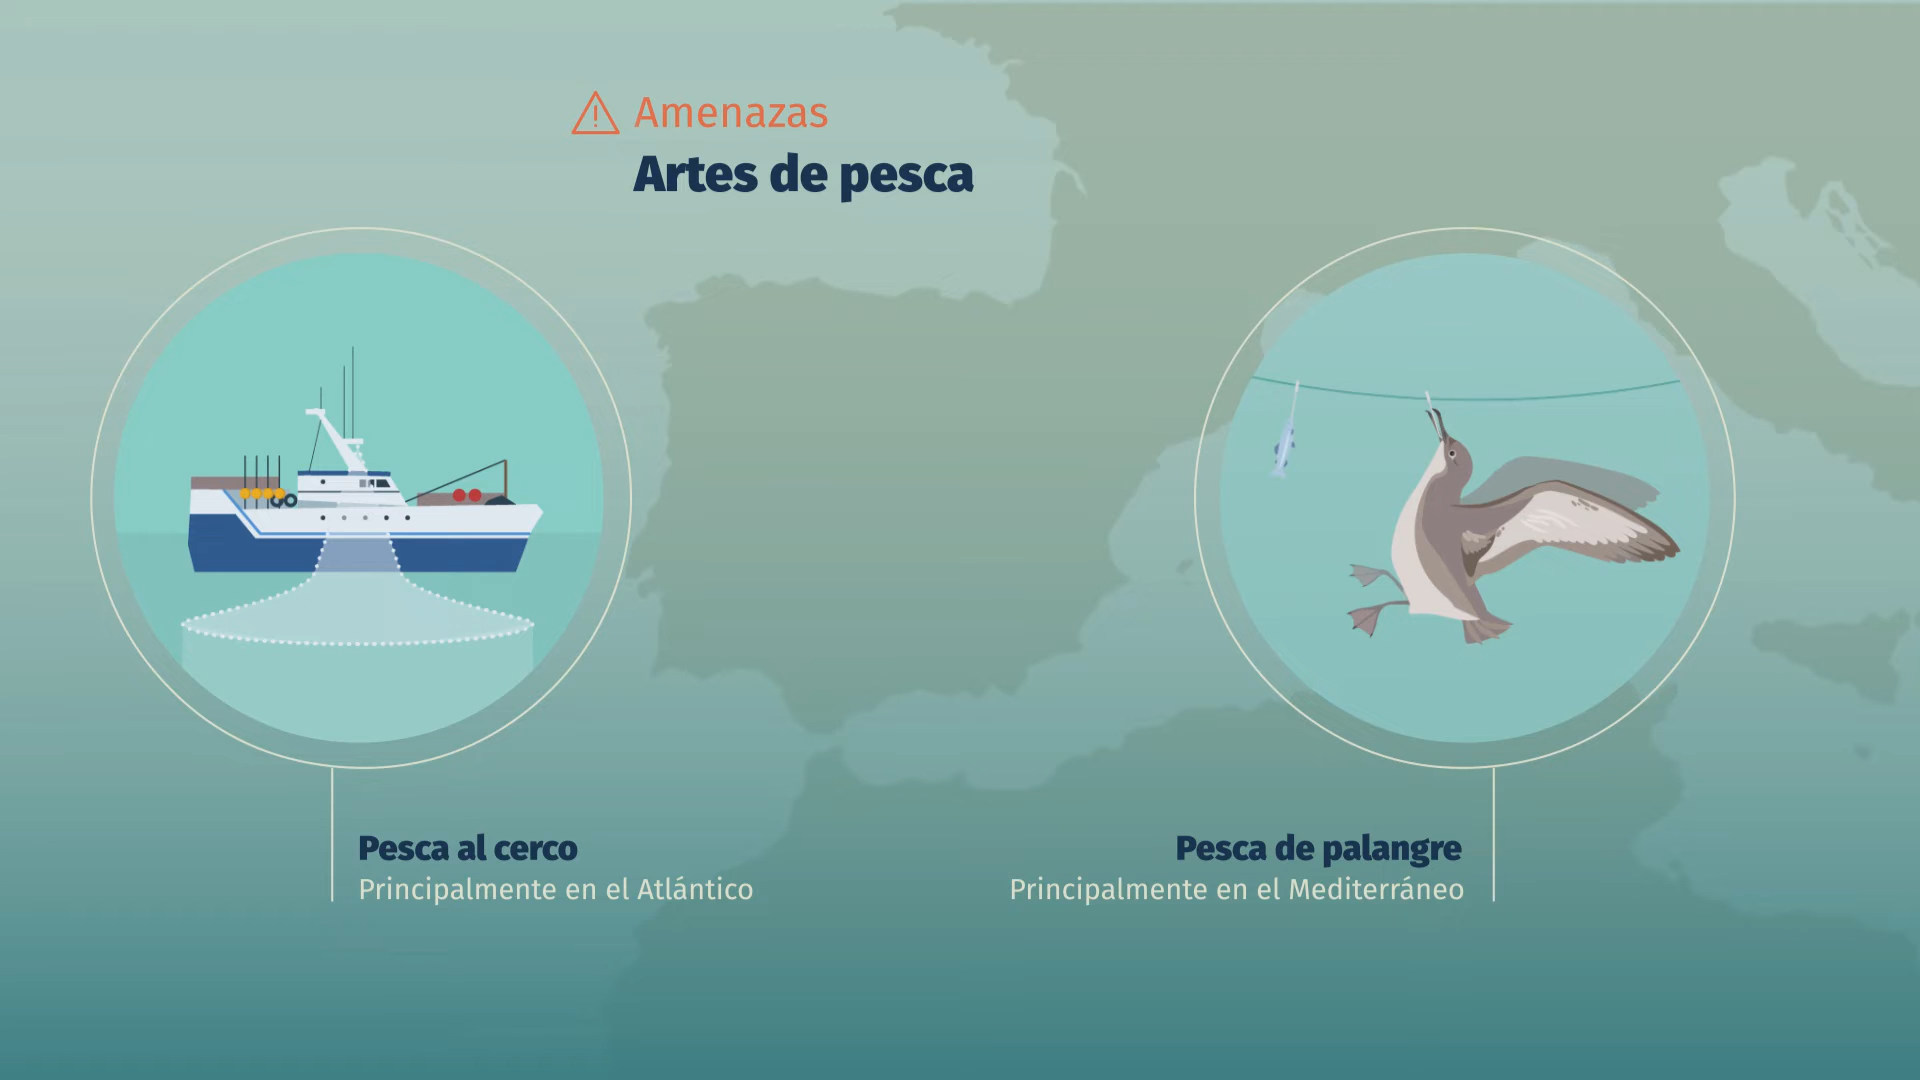 Amenazas
Artes de pesca
Pesca al cerco
Principalmente en el Atlántico
Pesca de palangre
Principalmente en el Mediterráneo